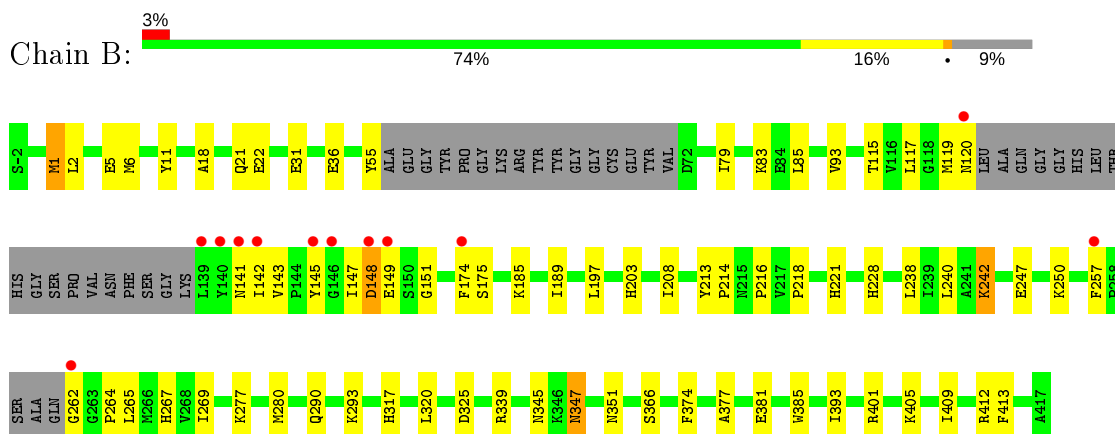 3%
Chain B:
74% 16% • 9%
S-2 M1 L2 E5 M6 Y11 A18 Q21 E22 E31 E36 Y55 ALA GLU GLY TYR PRO GLY LYS ARG TYR TYR GLY GLY CYS GLU TYR VAL D72 I79 K83 E84 L85 V93 T115 V116 L117 G118 M119 N120 LEU ALA GLN GLY GLY HIS LEU THR
HIS GLY SER PRO VAL ASN PHE SER GLY LYS L139 Y140 N141 I142 V143 P144 Y145 G146 I147 D148 E149 S150 G151 F174 S175 K185 I189 L197 H203 I208 Y213 P214 N215 P216 V217 P218 H221 H228 L238 I239 L240 A241 K242 E247 K250 F257 P258
SER ALA GLN G262 G263 P264 L265 M266 H267 V268 I269 K277 M280 Q290 K293 H317 L320 D325 R339 N345 K346 N347 N351 S366 F374 A377 E381 W385 I393 R401 K405 I409 R412 F413 A417